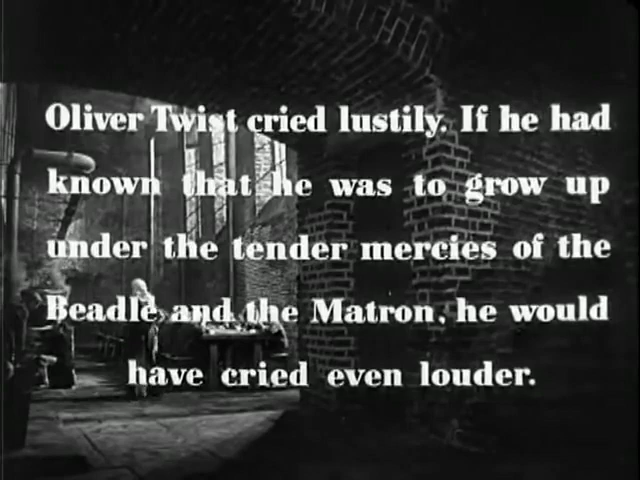 Oliver Twist cried lustily. If he had
known that he was to grow up
under the tender mercies of the
Beadle and the Matron, he would
have cried even louder.